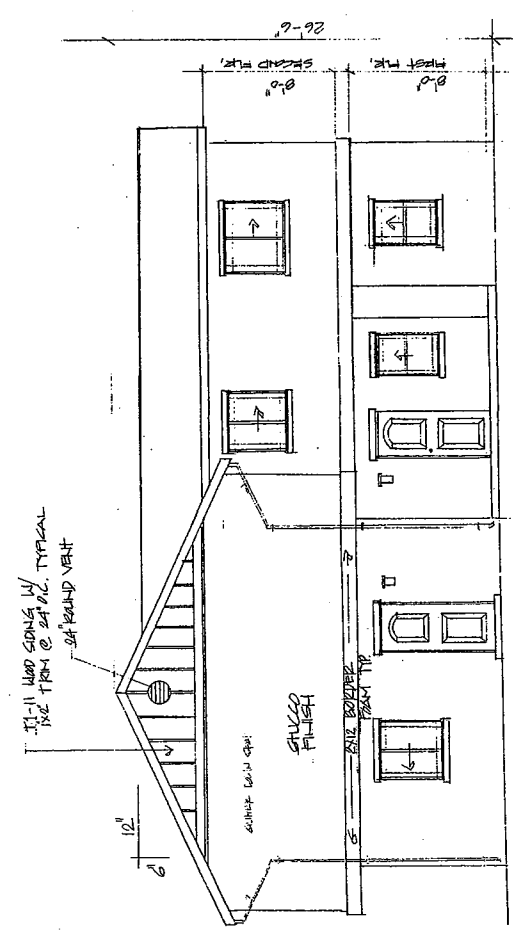 26'-6"
SECOND FLR.
8'-0"
FIRST FLR.
8'-0"
T1-11 WOOD SIDING W/
1X2 TRIM @ 24" O.C. TYPICAL
24" ROUND VENT
12"
6"
STUCCO
FINISH
2X12 BORDER
FOAM TYP.